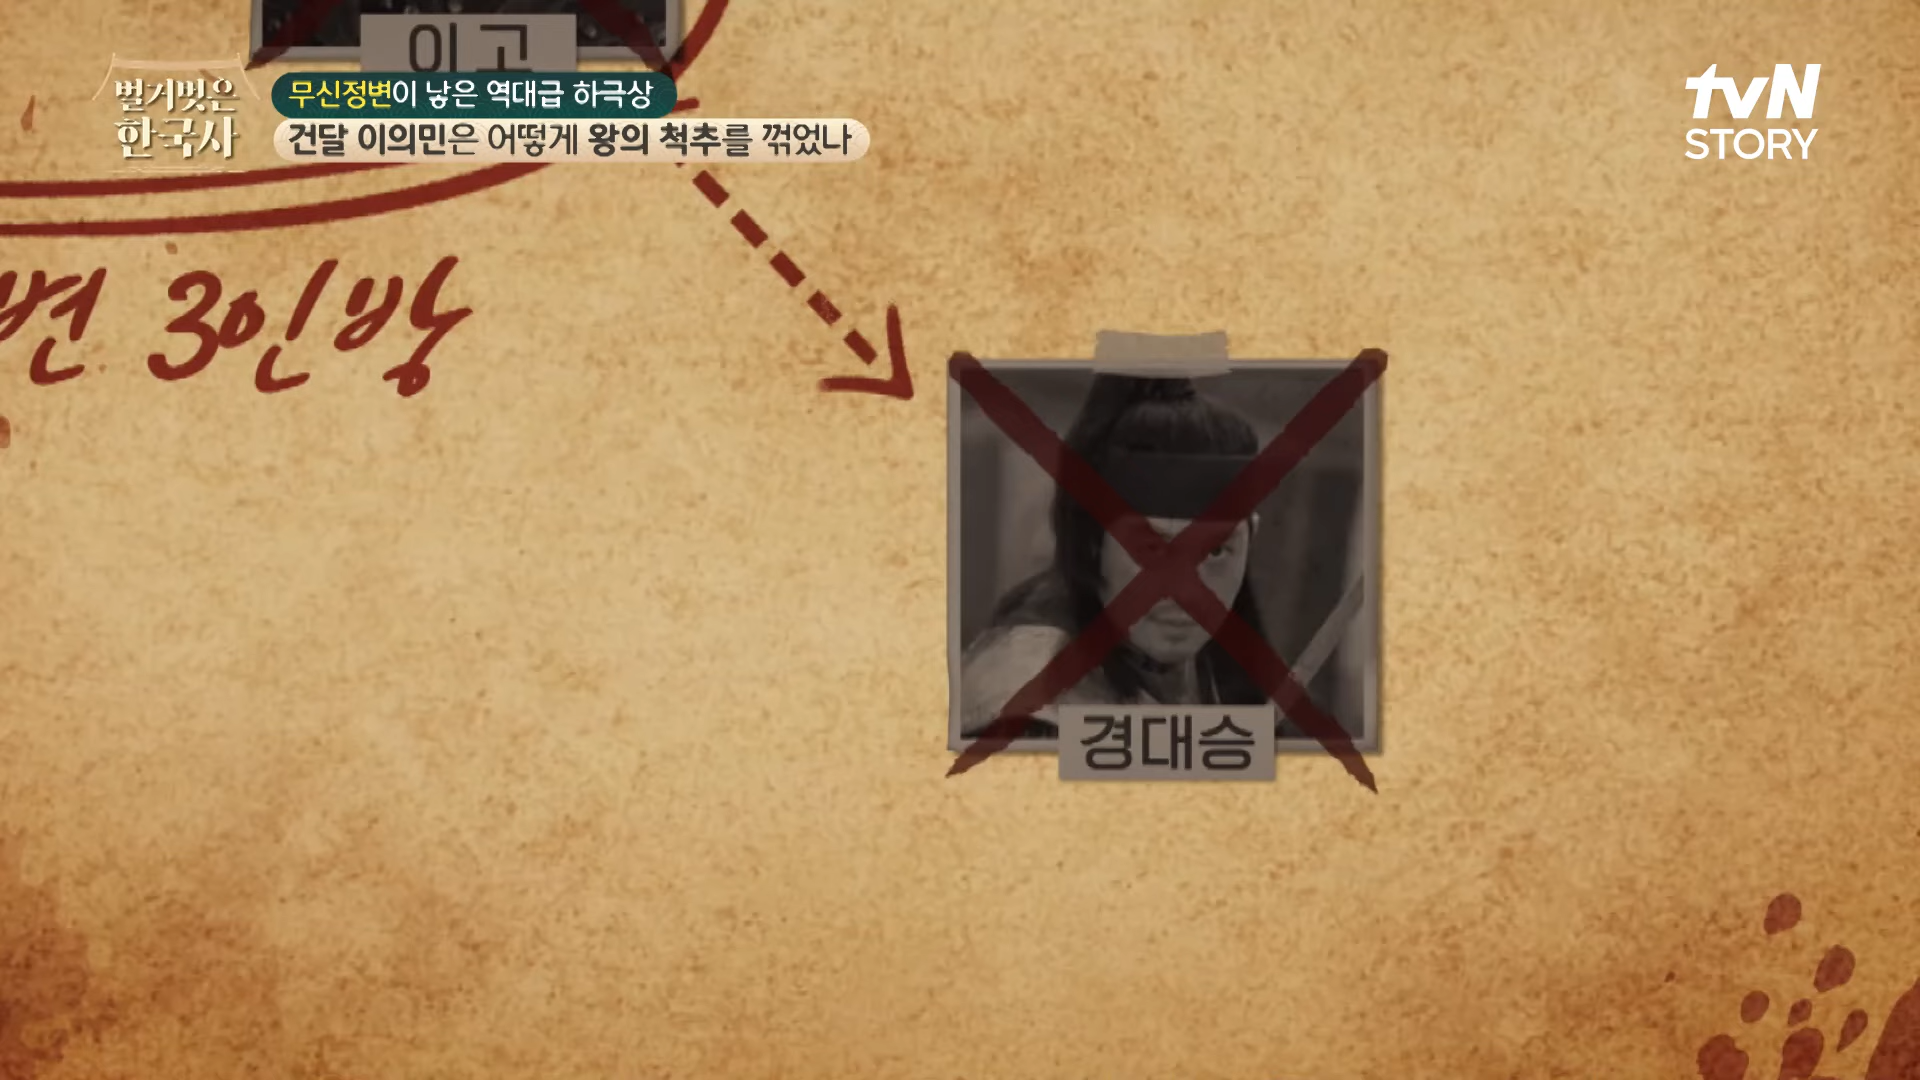 이고
벌거벗은
한국사
무신정변이 낳은 역대급 하극상
건달 이의민은 어떻게 왕의 척추를 꺾었나
tvN
STORY
변 3인방
경대승